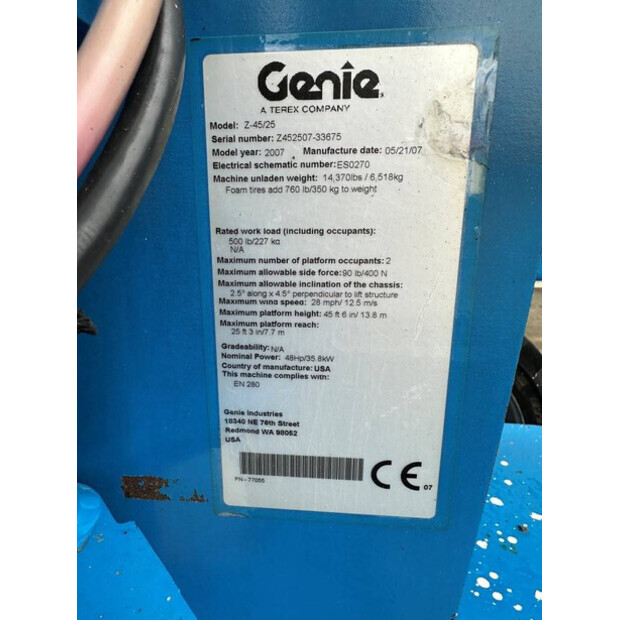 Genie
A TEREX COMPANY
Model: Z-45/25
Serial number: Z452507-33675
Model year: 2007 Manufacture date: 05/21/07
Electrical schematic number:ES0270
Machine unladen weight: 14,370lbs / 6,518kg
Foam tires add 760 lb/350 kg to weight
Rated work load (including occupants):
500 lb/227 kg
N/A
Maximum number of platform occupants: 2
Maximum allowable side force: 90 lb/400 N
Maximum allowable inclination of the chassis:
2.5° along x 4.5° perpendicular to lift structure
Maximum wind speed: 28 mph/ 12.5 m/s
Maximum platform height: 45 ft 6 in/ 13.8 m
Maximum platform reach:
25 ft 3 in/7.7 m
Gradeability: N/A
Nominal Power: 48Hp/35.8kW
Country of manufacture: USA
This machine complies with:
EN 280
Genie Industries
18340 NE 76th Street
Redmond WA 98052
USA
PN - 77055
CE 07